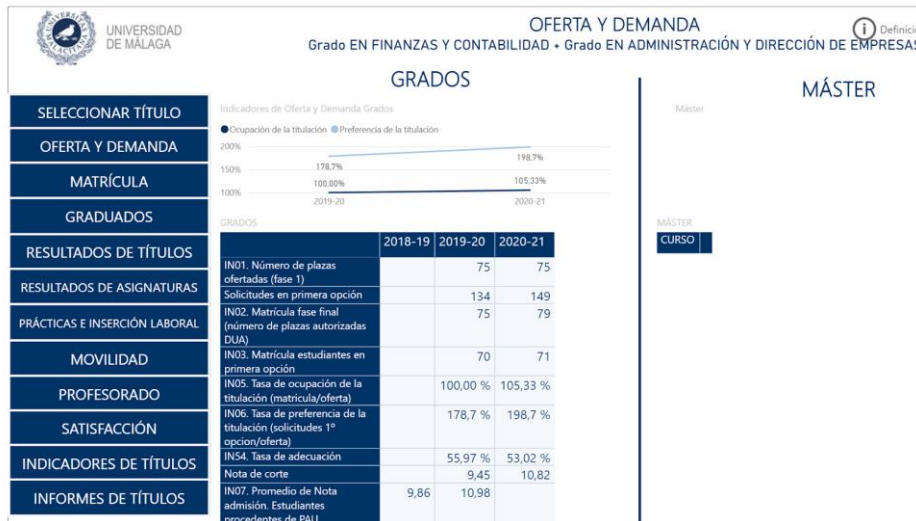 UNIVERSIDAD
DE MÁLAGA
OFERTA Y DEMANDA
Grado EN FINANZAS Y CONTABILIDAD + Grado EN ADMINISTRACIÓN Y DIRECCIÓN DE EMPRESAS
Definici
SELECCIONAR TÍTULO
OFERTA Y DEMANDA
MATRÍCULA
GRADUADOS
RESULTADOS DE TÍTULOS
RESULTADOS DE ASIGNATURAS
PRÁCTICAS E INSERCIÓN LABORAL
MOVILIDAD
PROFESORADO
SATISFACCIÓN
INDICADORES DE TÍTULOS
INFORMES DE TÍTULOS
GRADOS
Indicadores de Oferta y Demanda Grados
Ocupación de la titulación Preferencia de la titulación
200%
150%
100%
178,7%
198,7%
100,00%
105,33%
2019-20
2020-21
GRADOS
2018-19 2019-20 2020-21
IN01. Número de plazas
ofertadas (fase 1)
75 75
Solicitudes en primera opción 134 149
IN02. Matrícula fase final
(número de plazas autorizadas
DUA)
75 79
IN03. Matrícula estudiantes en
primera opción
70 71
IN05. Tasa de ocupación de la
titulación (matricula/oferta)
100,00 % 105,33 %
IN06. Tasa de preferencia de la
titulación (solicitudes 1º
opcion/oferta)
178,7 % 198,7 %
IN54. Tasa de adecuación 55,97 % 53,02 %
Nota de corte 9,45 10,82
IN07. Promedio de Nota
admisión. Estudiantes
procedentes de PAU
9,86 10,98
MÁSTER
Máster
MÁSTER
CURSO